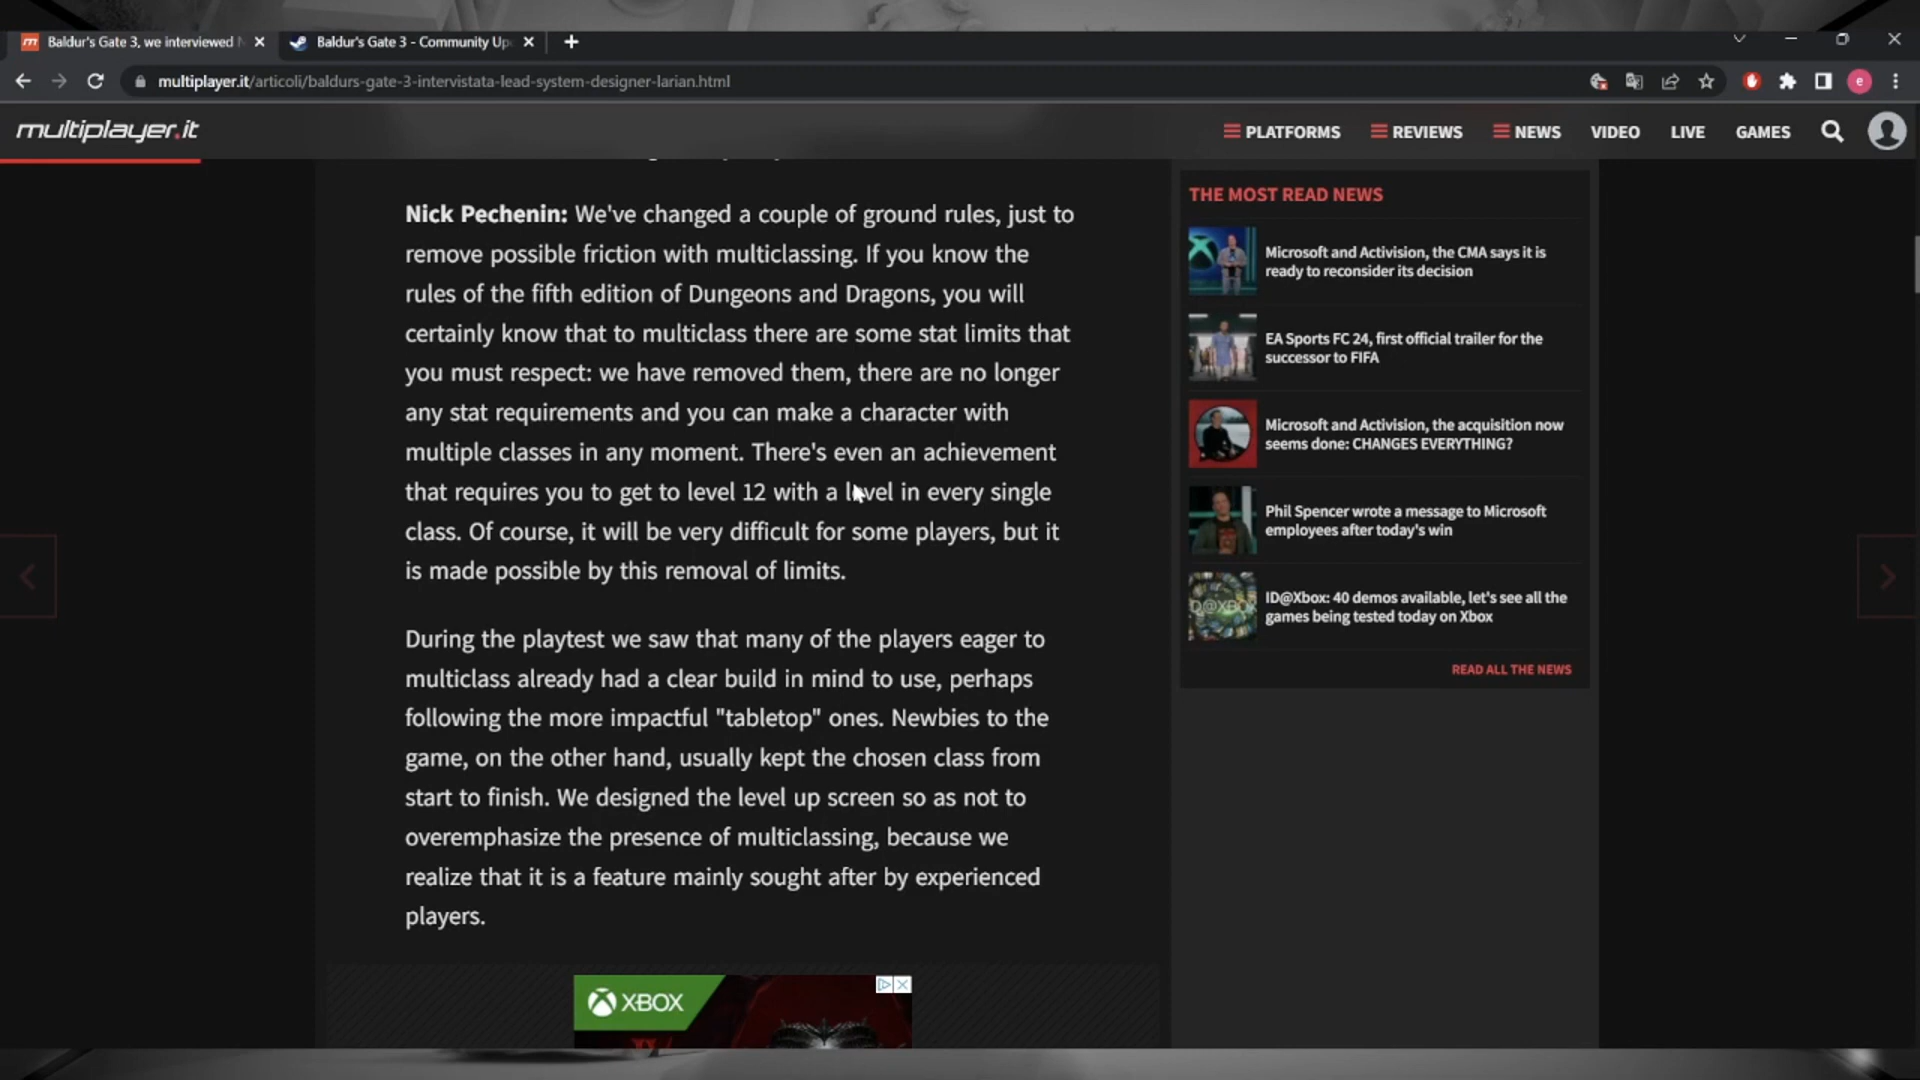 Baldur's Gate 3, we interviewed
Baldur's Gate 3 - Community Up
multiplayer.it/articoli/baldurs-gate-3-intervistata-lead-system-designer-larian.html
e
multiplayer.it
PLATFORMS
REVIEWS
NEWS
VIDEO
LIVE
GAMES
Nick Pechenin: We've changed a couple of ground rules, just to
remove possible friction with multiclassing. If you know the
rules of the fifth edition of Dungeons and Dragons, you will
certainly know that to multiclass there are some stat limits that
you must respect: we have removed them, there are no longer
any stat requirements and you can make a character with
multiple classes in any moment. There's even an achievement
that requires you to get to level 12 with a level in every single
class. Of course, it will be very difficult for some players, but it
is made possible by this removal of limits.
During the playtest we saw that many of the players eager to
multiclass already had a clear build in mind to use, perhaps
following the more impactful "tabletop" ones. Newbies to the
game, on the other hand, usually kept the chosen class from
start to finish. We designed the level up screen so as not to
overemphasize the presence of multiclassing, because we
realize that it is a feature mainly sought after by experienced
players.
XBOX
THE MOST READ NEWS
Microsoft and Activision, the CMA says it is
ready to reconsider its decision
EA Sports FC 24, first official trailer for the
successor to FIFA
Microsoft and Activision, the acquisition now
seems done: CHANGES EVERYTHING?
Phil Spencer wrote a message to Microsoft
employees after today's win
ID@XBOX
ID@Xbox: 40 demos available, let's see all the
games being tested today on Xbox
READ ALL THE NEWS